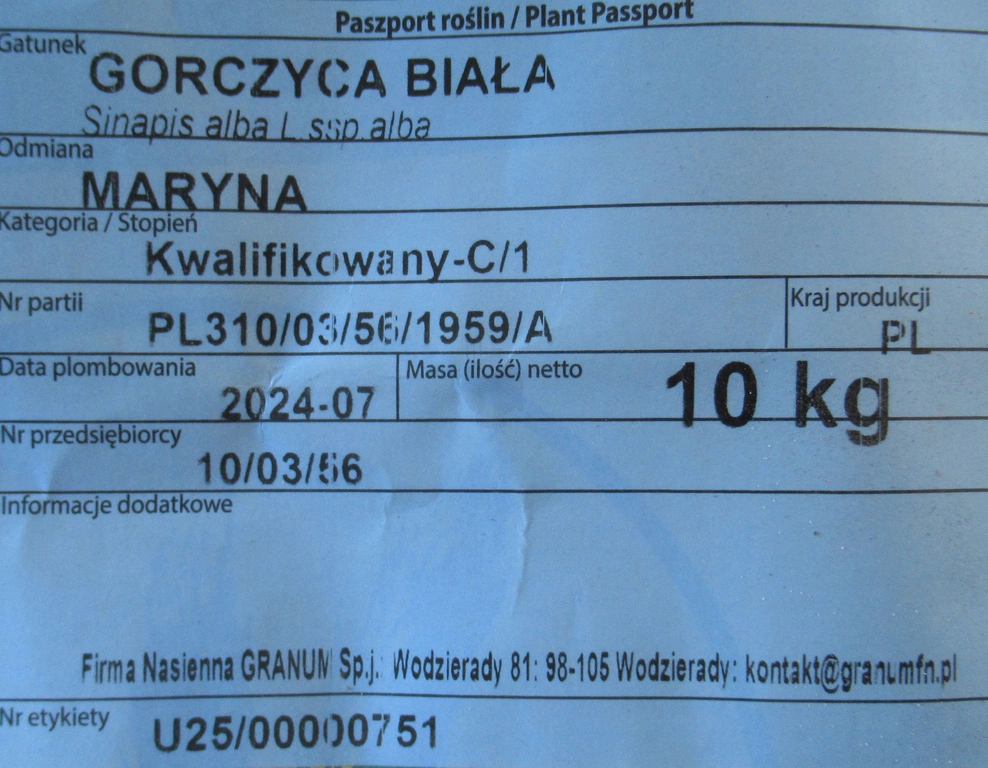 Paszport roślin / Plant Passport
Gatunek
GORCZYCA BIAŁA
Sinapis alba L. ssp. alba
Odmiana
MARYNA
Kategoria / Stopień
Kwalifikowany-C/1
Nr partii
PL310/03/56/1959/A
Kraj produkcji
PL
Data plombowania
2024-07
Masa (ilość) netto
10 kg
Nr przedsiębiorcy
10/03/56
Informacje dodatkowe
Firma Nasienna GRANUM Sp.j.: Wodzierady 81: 98-105 Wodzierady: kontakt@granumfn.pl
Nr etykiety
U25/00000751